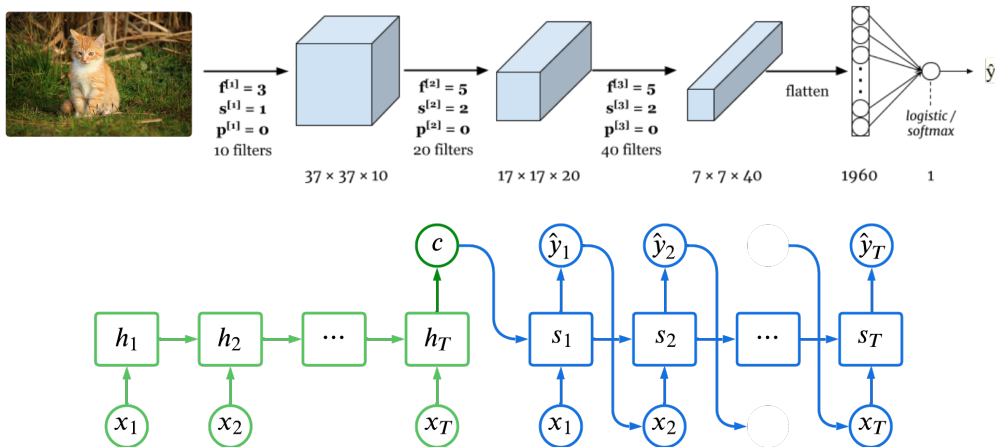 f[1] = 3
s[1] = 1
p[1] = 0
10 filters
f[2] = 5
s[2] = 2
p[2] = 0
20 filters
f[3] = 5
s[3] = 2
p[3] = 0
40 filters
flatten
logistic /
softmax
ŷ
37 × 37 × 10
17 × 17 × 20
7 × 7 × 40
1960
1
c
ŷ1
ŷ2
ŷT
h1
h2
...
hT
s1
s2
...
sT
x1
x2
xT
x1
x2
xT